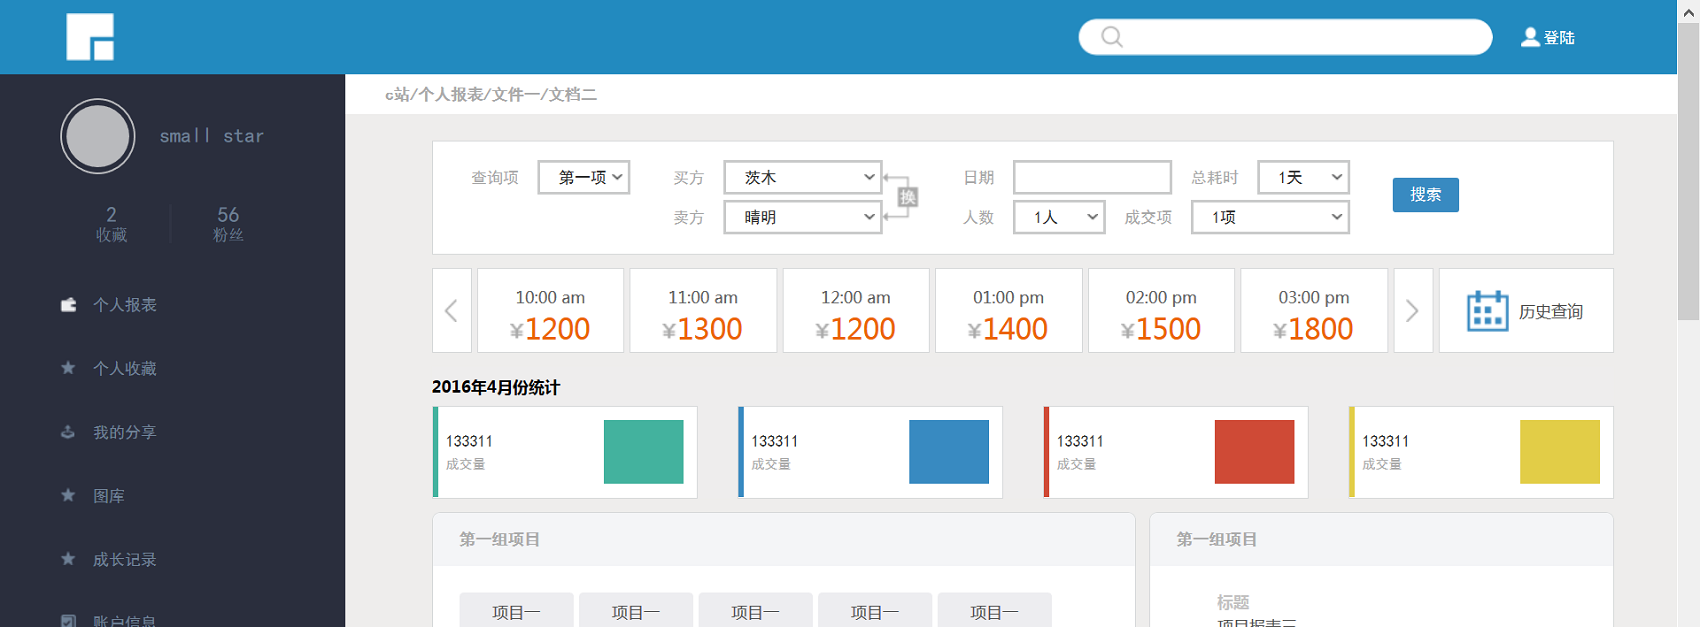 登陆
c站/个人报表/文件一/文档二
small star
2
收藏
56
粉丝
个人报表
个人收藏
我的分享
图库
成长记录
账户信息
查询项 第一项 买方 茨木 换 日期 总耗时 1天 搜索
卖方 晴明 人数 1人 成交项 1项
10:00 am
¥1200
11:00 am
¥1300
12:00 am
¥1200
01:00 pm
¥1400
02:00 pm
¥1500
03:00 pm
¥1800
历史查询
2016年4月份统计
133311
成交量
133311
成交量
133311
成交量
133311
成交量
第一组项目
项目一 项目一 项目一 项目一 项目一
第一组项目
标题
项目报表三